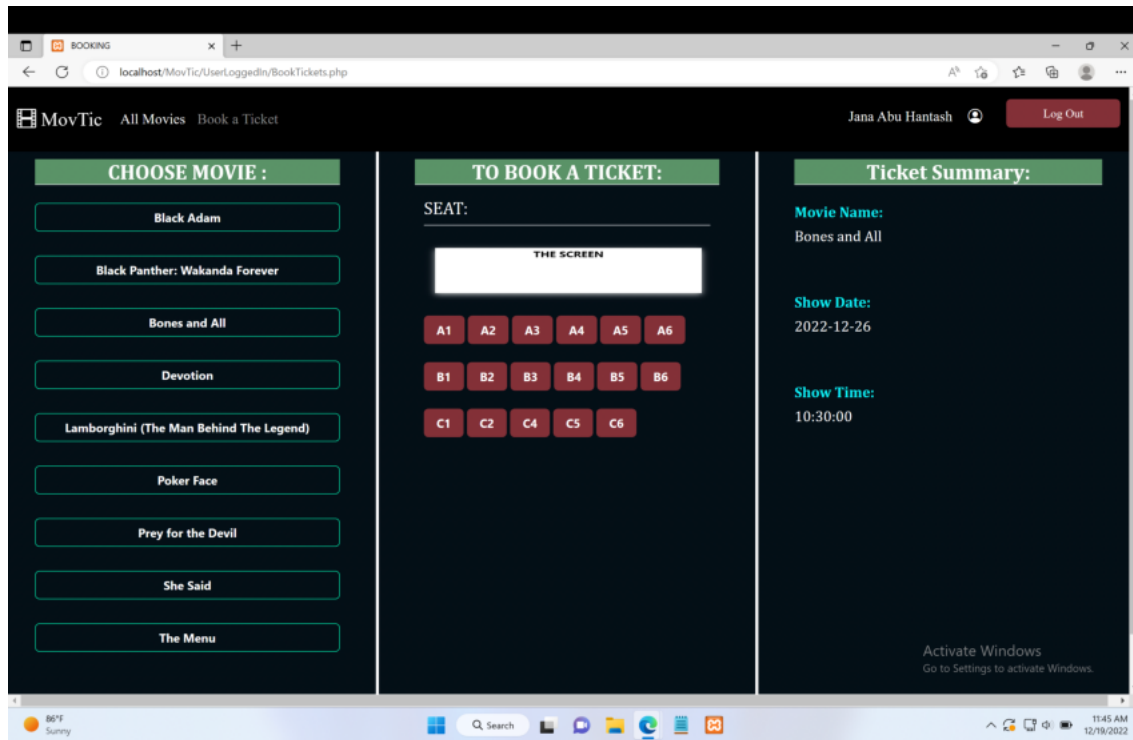 BOOKING
localhost/MovTic/UserLoggedIn/BookTickets.php
MovTic All Movies Book a Ticket Jana Abu Hantash Log Out
CHOOSE MOVIE :
Black Adam
Black Panther: Wakanda Forever
Bones and All
Devotion
Lamborghini (The Man Behind The Legend)
Poker Face
Prey for the Devil
She Said
The Menu
TO BOOK A TICKET:
SEAT:
THE SCREEN
A1 A2 A3 A4 A5 A6
B1 B2 B3 B4 B5 B6
C1 C2 C4 C5 C6
Ticket Summary:
Movie Name:
Bones and All
Show Date:
2022-12-26
Show Time:
10:30:00
Activate Windows
Go to Settings to activate Windows.
86°F
Sunny
Search
11:45 AM
12/19/2022